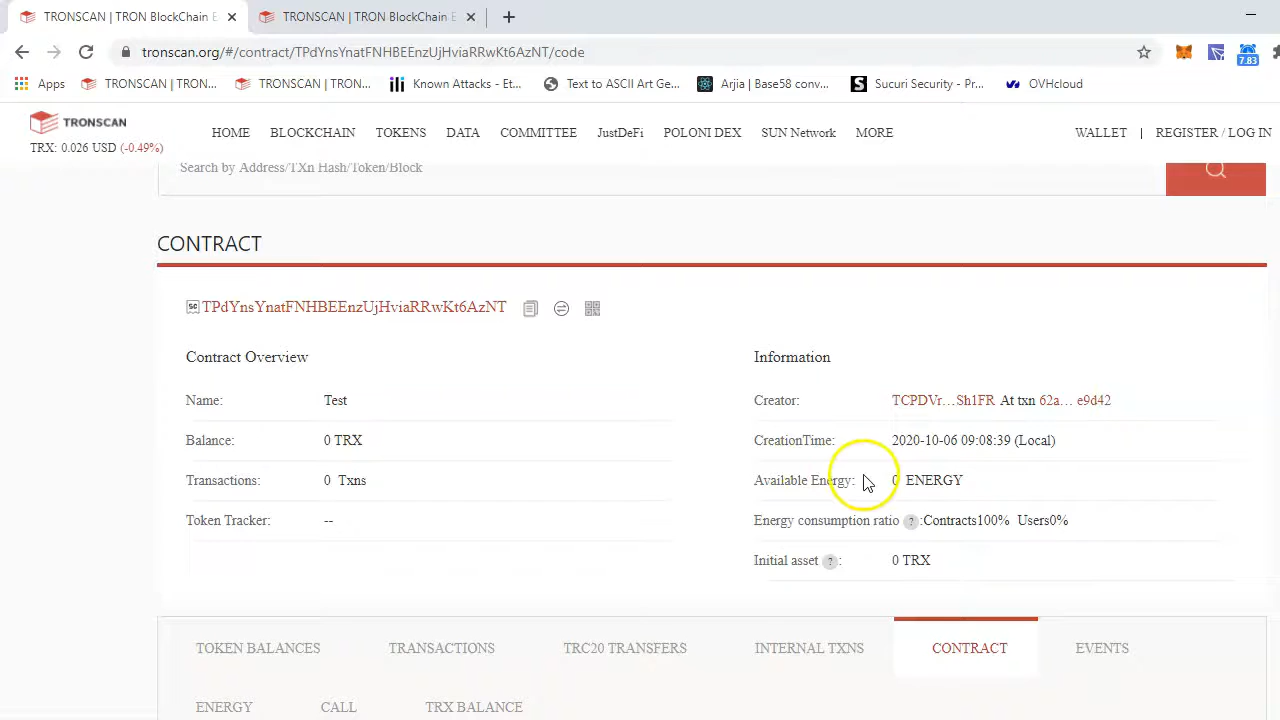 TRONSCAN | TRON BlockChain E
TRONSCAN | TRON BlockChain E
tronscan.org/#/contract/TPdYnsYnatFNHBEEnzUjHviaRRwKt6AzNT/code
7.83
Apps TRONSCAN | TRON... TRONSCAN | TRON... Known Attacks - Et... Text to ASCII Art Ge... Arjia | Base58 conv... Sucuri Security - Pr... OVHcloud
TRONSCAN
TRX: 0.026 USD (-0.49%)
HOME BLOCKCHAIN TOKENS DATA COMMITTEE JustDeFi POLONI DEX SUN Network MORE WALLET | REGISTER / LOG IN
Search by Address/TXn Hash/Token/Block
CONTRACT
SC TPdYnsYnatFNHBEEnzUjHviaRRwKt6AzNT
Contract Overview
Name: Test
Balance: 0 TRX
Transactions: 0 Txns
Token Tracker: --
Information
Creator: TCPDVr...Sh1FR At txn 62a... e9d42
CreationTime: 2020-10-06 09:08:39 (Local)
Available Energy: 0 ENERGY
Energy consumption ratio ? :Contracts100% Users0%
Initial asset ? : 0 TRX
TOKEN BALANCES TRANSACTIONS TRC20 TRANSFERS INTERNAL TXNS CONTRACT EVENTS
ENERGY CALL TRX BALANCE